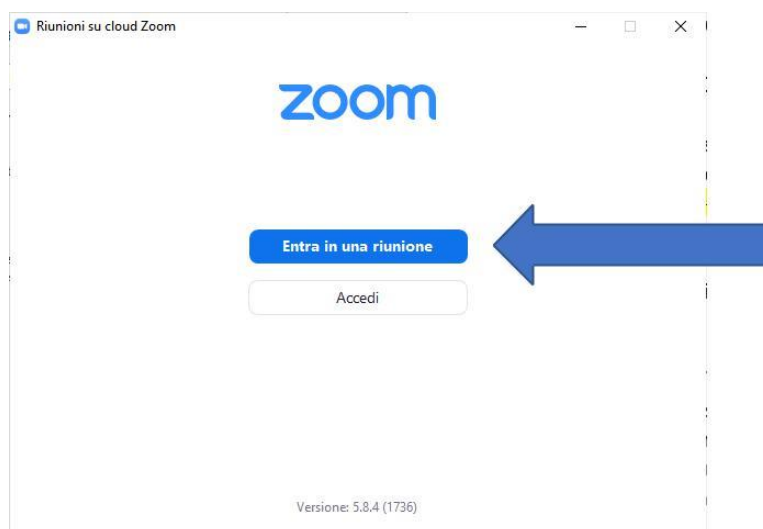 Riunioni su cloud Zoom
zoom
Entra in una riunione
Accedi
Versione: 5.8.4 (1736)